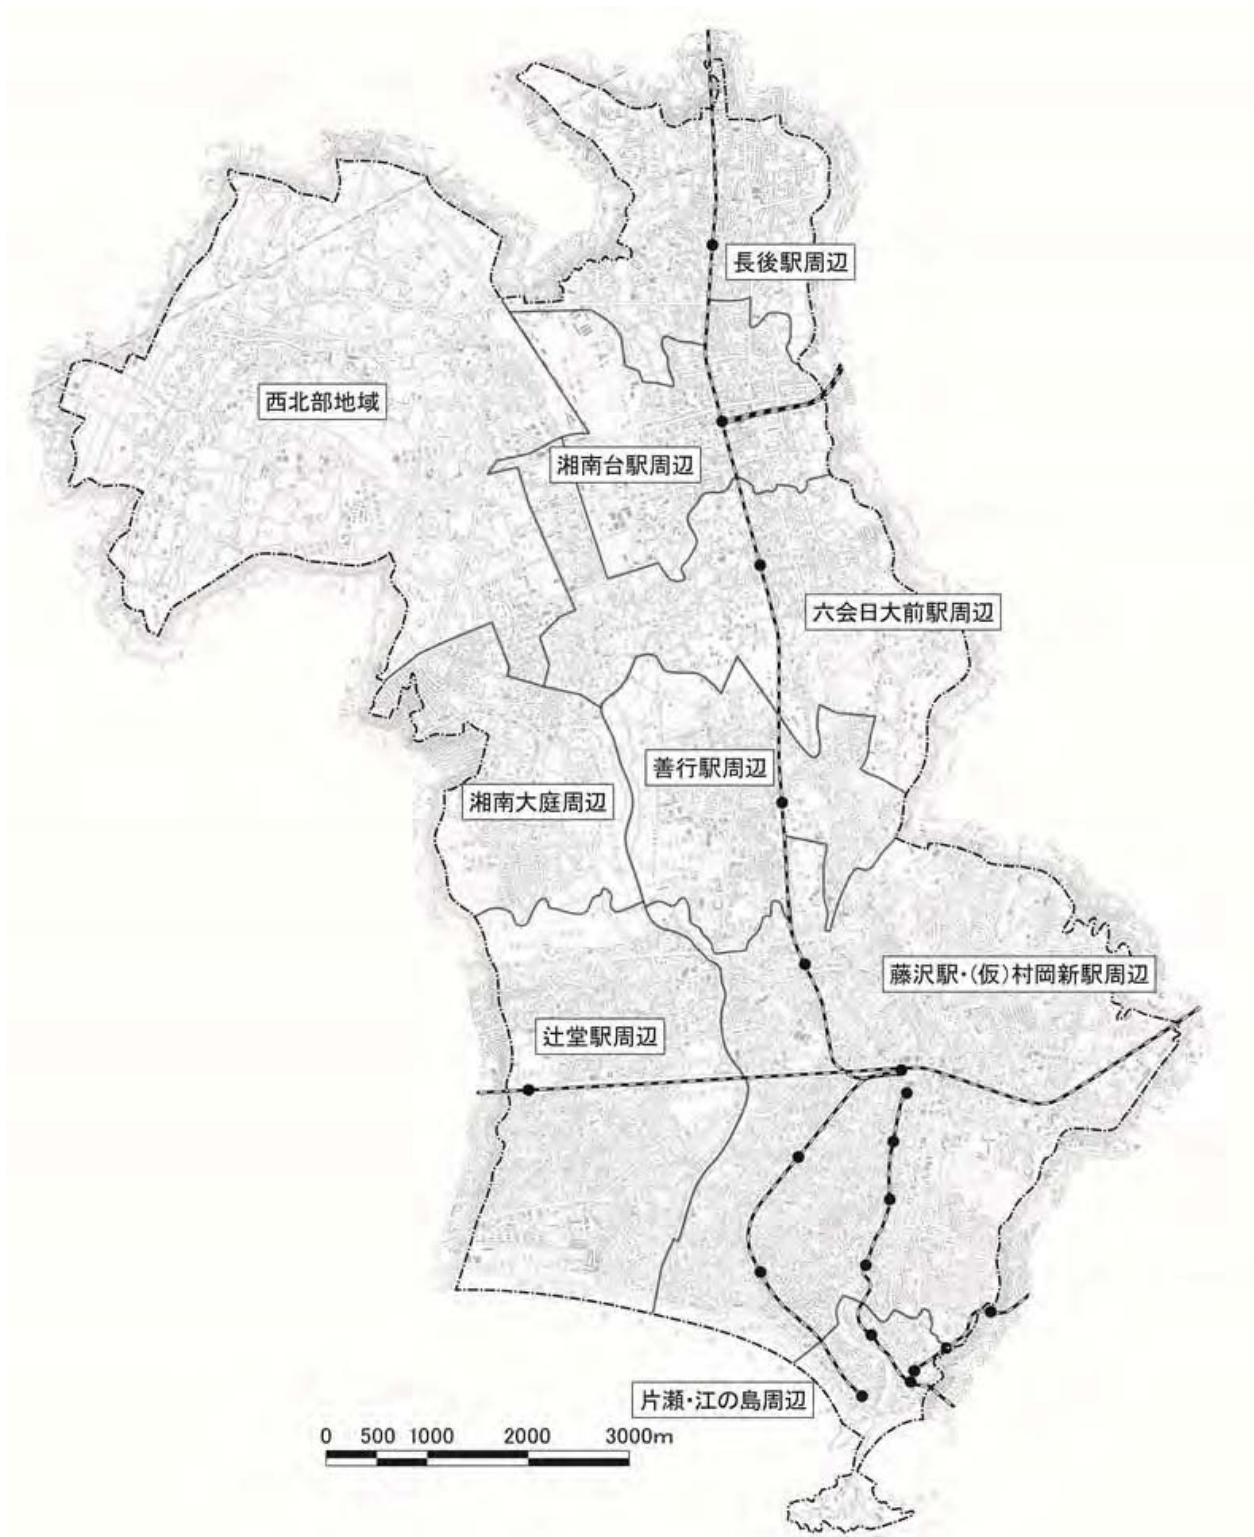 長後駅周辺
西北部地域
湘南台駅周辺
六会日大前駅周辺
善行駅周辺
湘南大庭周辺
藤沢駅・(仮)村岡新駅周辺
辻堂駅周辺
片瀬・江の島周辺
0 500 1000 2000 3000m